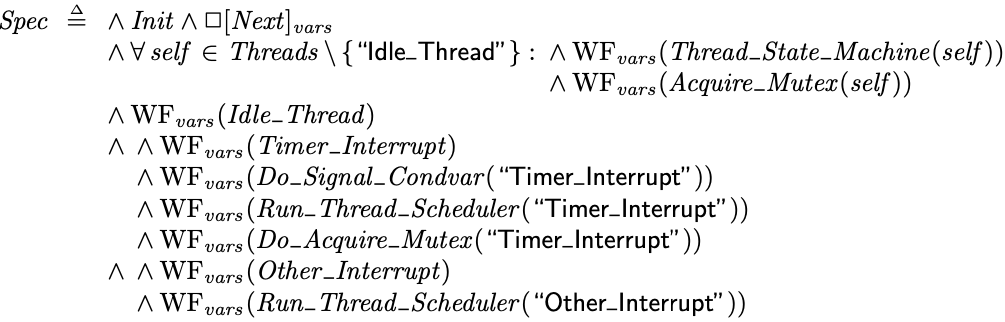 Spec ≜ ∧ Init ∧ □[Next]_vars
∧ ∀ self ∈ Threads \ {“Idle_Thread”} : ∧ WF_vars(Thread_State_Machine(self))
∧ WF_vars(Acquire_Mutex(self))
∧ WF_vars(Idle_Thread)
∧ ∧ WF_vars(Timer_Interrupt)
∧ WF_vars(Do_Signal_Condvar(“Timer_Interrupt”))
∧ WF_vars(Run_Thread_Scheduler(“Timer_Interrupt”))
∧ WF_vars(Do_Acquire_Mutex(“Timer_Interrupt”))
∧ ∧ WF_vars(Other_Interrupt)
∧ WF_vars(Run_Thread_Scheduler(“Other_Interrupt”))